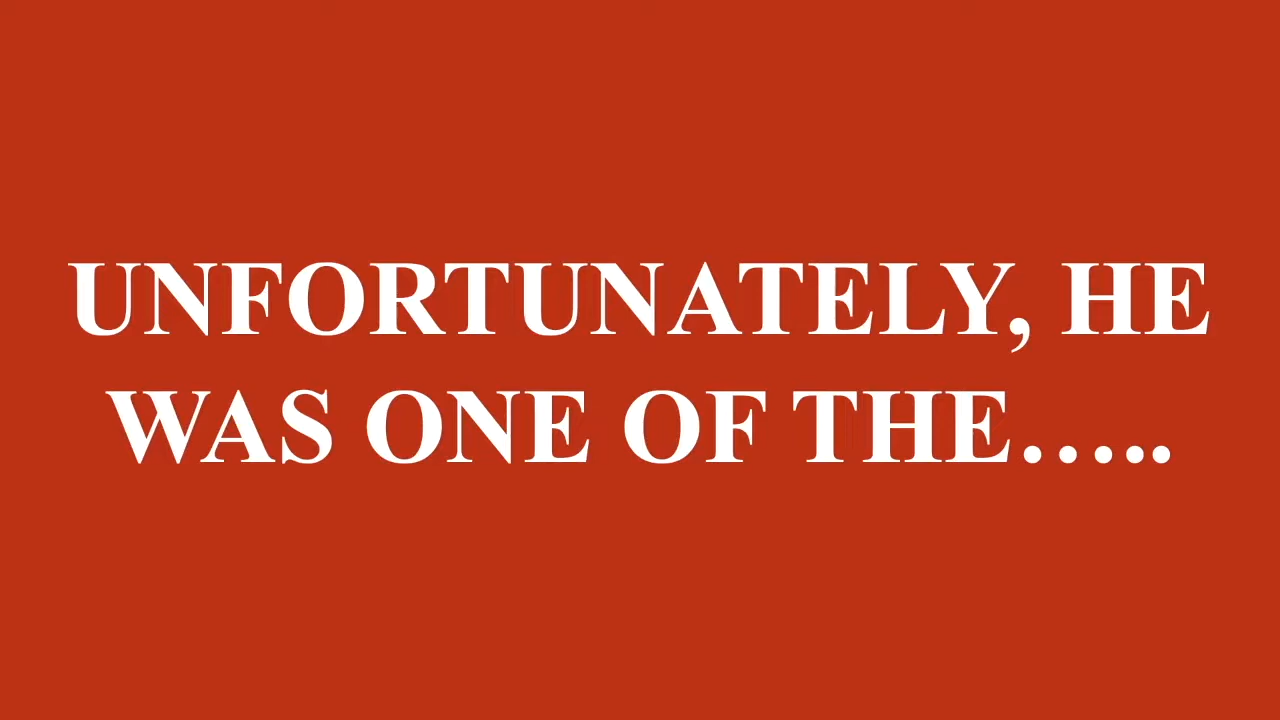 UNFORTUNATELY, HE
WAS ONE OF THE.....